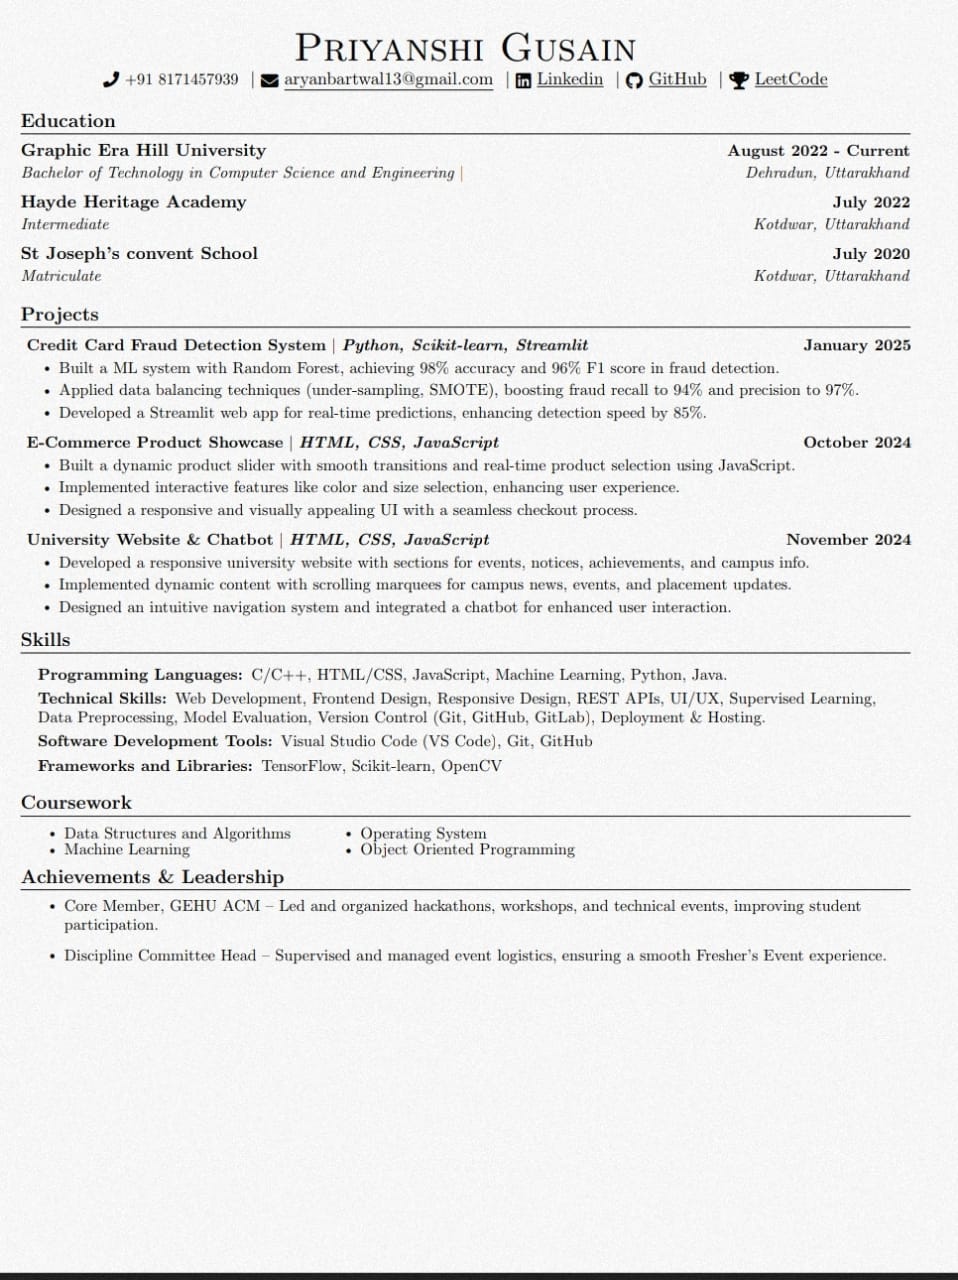 Priyanshi Gusain
+91 8171457939 | aryanbartwal13@gmail.com | Linkedin | GitHub | LeetCode
Education
Graphic Era Hill University August 2022 - Current
Bachelor of Technology in Computer Science and Engineering | Dehradun, Uttarakhand
Hayde Heritage Academy July 2022
Intermediate Kotdwar, Uttarakhand
St Joseph's convent School July 2020
Matriculate Kotdwar, Uttarakhand
Projects
Credit Card Fraud Detection System | Python, Scikit-learn, Streamlit January 2025
• Built a ML system with Random Forest, achieving 98% accuracy and 96% F1 score in fraud detection.
• Applied data balancing techniques (under-sampling, SMOTE), boosting fraud recall to 94% and precision to 97%.
• Developed a Streamlit web app for real-time predictions, enhancing detection speed by 85%.
E-Commerce Product Showcase | HTML, CSS, JavaScript October 2024
• Built a dynamic product slider with smooth transitions and real-time product selection using JavaScript.
• Implemented interactive features like color and size selection, enhancing user experience.
• Designed a responsive and visually appealing UI with a seamless checkout process.
University Website & Chatbot | HTML, CSS, JavaScript November 2024
• Developed a responsive university website with sections for events, notices, achievements, and campus info.
• Implemented dynamic content with scrolling marquees for campus news, events, and placement updates.
• Designed an intuitive navigation system and integrated a chatbot for enhanced user interaction.
Skills
Programming Languages: C/C++, HTML/CSS, JavaScript, Machine Learning, Python, Java.
Technical Skills: Web Development, Frontend Design, Responsive Design, REST APIs, UI/UX, Supervised Learning,
Data Preprocessing, Model Evaluation, Version Control (Git, GitHub, GitLab), Deployment & Hosting.
Software Development Tools: Visual Studio Code (VS Code), Git, GitHub
Frameworks and Libraries: TensorFlow, Scikit-learn, OpenCV
Coursework
• Data Structures and Algorithms • Operating System
• Machine Learning • Object Oriented Programming
Achievements & Leadership
• Core Member, GEHU ACM – Led and organized hackathons, workshops, and technical events, improving student
participation.
• Discipline Committee Head – Supervised and managed event logistics, ensuring a smooth Fresher's Event experience.